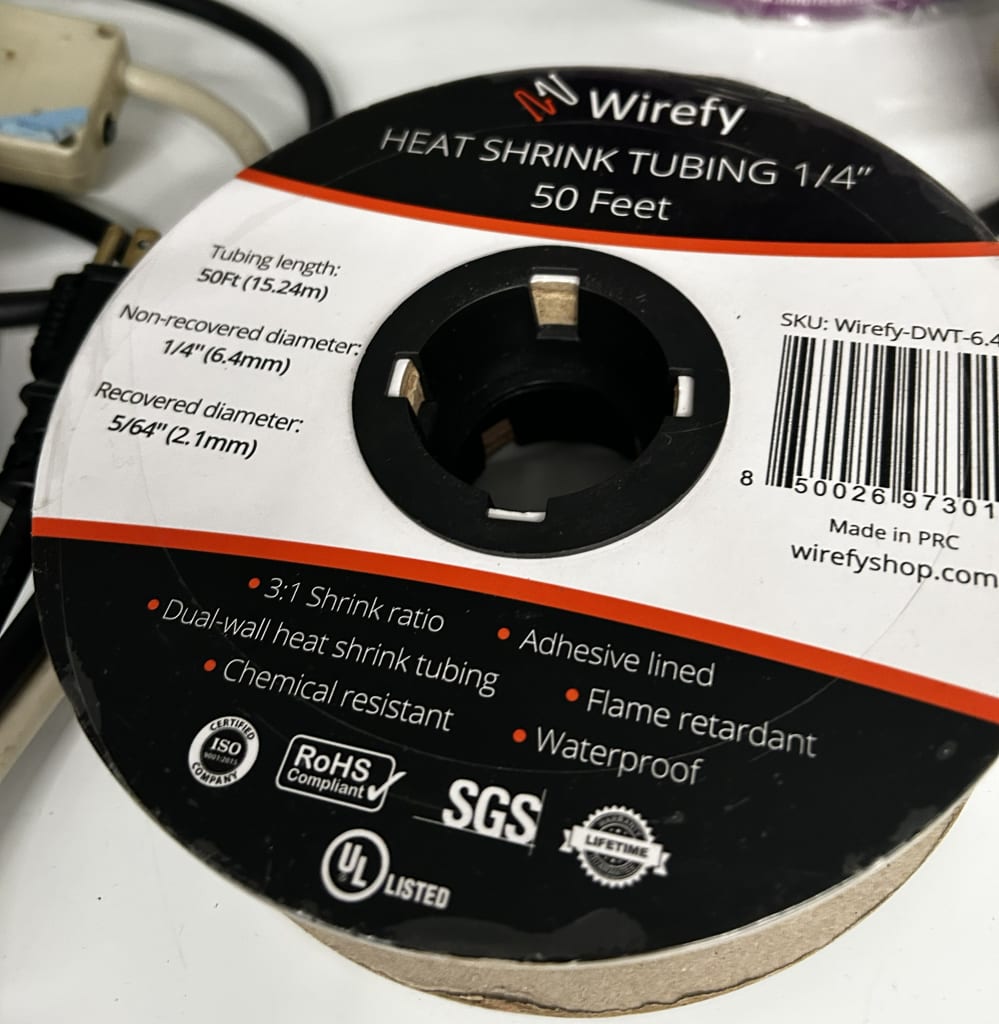 Wirefy
HEAT SHRINK TUBING 1/4"
50 Feet
Tubing length:
50Ft (15.24m)
Non-recovered diameter:
1/4" (6.4mm)
Recovered diameter:
5/64" (2.1mm)
SKU: Wirefy-DWT-6.4
8 50026 97301
Made in PRC
wirefyshop.com
• 3:1 Shrink ratio
• Dual-wall heat shrink tubing
• Chemical resistant
• Adhesive lined
• Flame retardant
• Waterproof
CERTIFIED
ISO
9001:2015
COMPANY
RoHS
Compliant
SGS
LIFETIME
UL LISTED